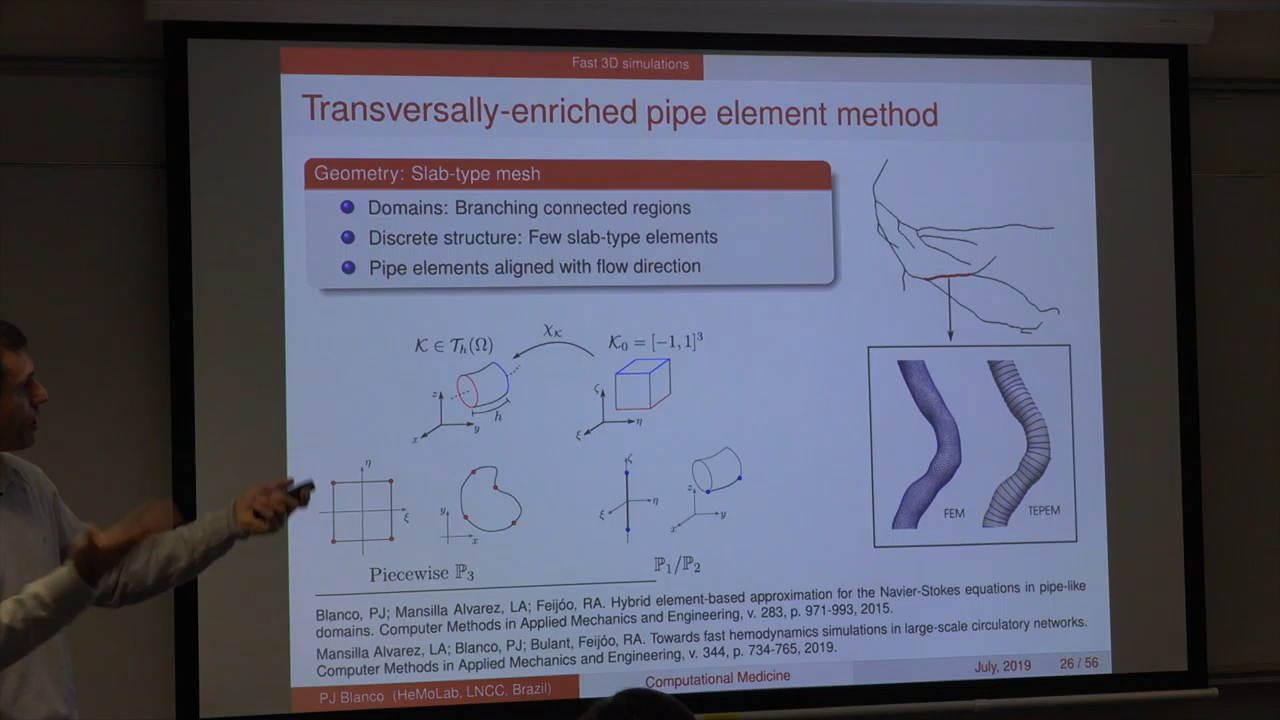 Fast 3D simulations
Transversally-enriched pipe element method
Geometry: Slab-type mesh
Domains: Branching connected regions
Discrete structure: Few slab-type elements
Pipe elements aligned with flow direction
𝒦 ∈ 𝒯ₕ(Ω)
χ_𝒦
𝒦₀ = [−1, 1]³
z
y
x
h
ζ
η
ξ
η
ξ
y
x
ζ
η
ξ
z
y
x
Piecewise ℙ₃
ℙ₁/ℙ₂
FEM
TEPEM
Blanco, PJ; Mansilla Alvarez, LA; Feijóo, RA. Hybrid element-based approximation for the Navier-Stokes equations in pipe-like
domains. Computer Methods in Applied Mechanics and Engineering, v. 283, p. 971-993, 2015.
Mansilla Alvarez, LA; Blanco, PJ; Bulant, Feijóo, RA. Towards fast hemodynamics simulations in large-scale circulatory networks.
Computer Methods in Applied Mechanics and Engineering, v. 344, p. 734-765, 2019.
PJ Blanco (HeMoLab, LNCC, Brazil)
Computational Medicine
July, 2019
26 / 56